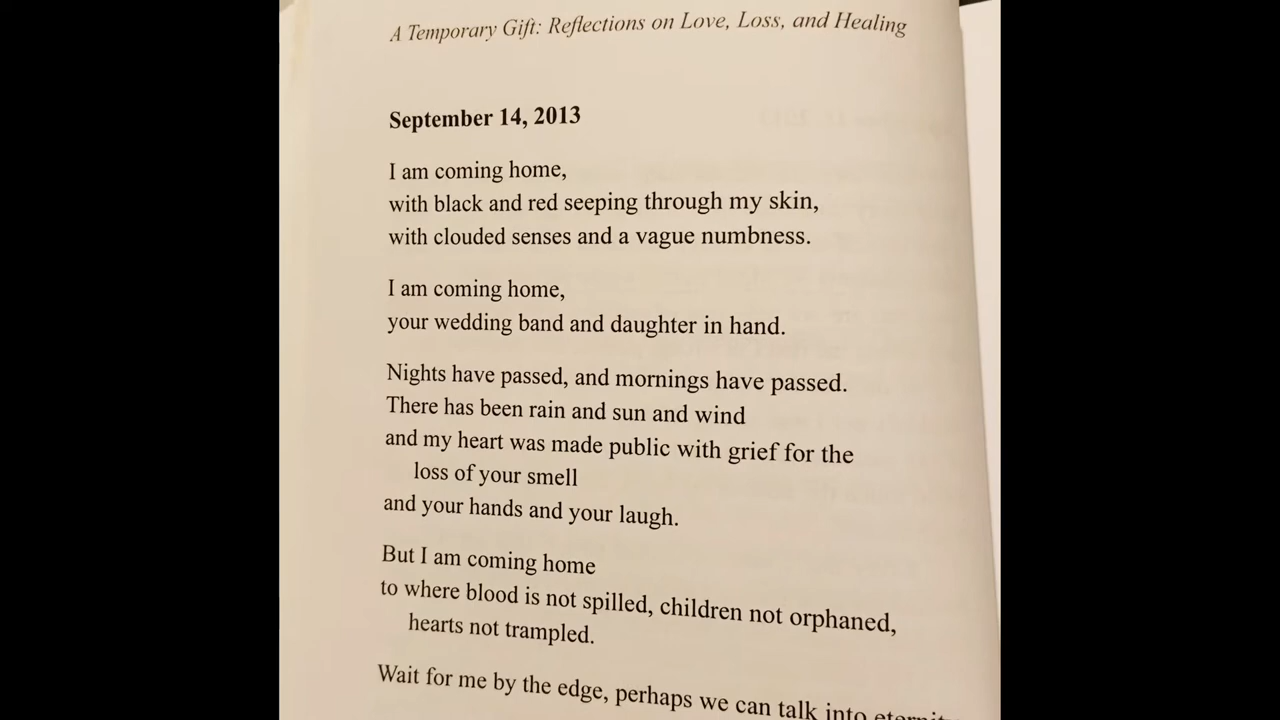 A Temporary Gift: Reflections on Love, Loss, and Healing
September 14, 2013
I am coming home,
with black and red seeping through my skin,
with clouded senses and a vague numbness.
I am coming home,
your wedding band and daughter in hand.
Nights have passed, and mornings have passed.
There has been rain and sun and wind
and my heart was made public with grief for the
loss of your smell
and your hands and your laugh.
But I am coming home
to where blood is not spilled, children not orphaned,
hearts not trampled.
Wait for me by the edge, perhaps we can talk into